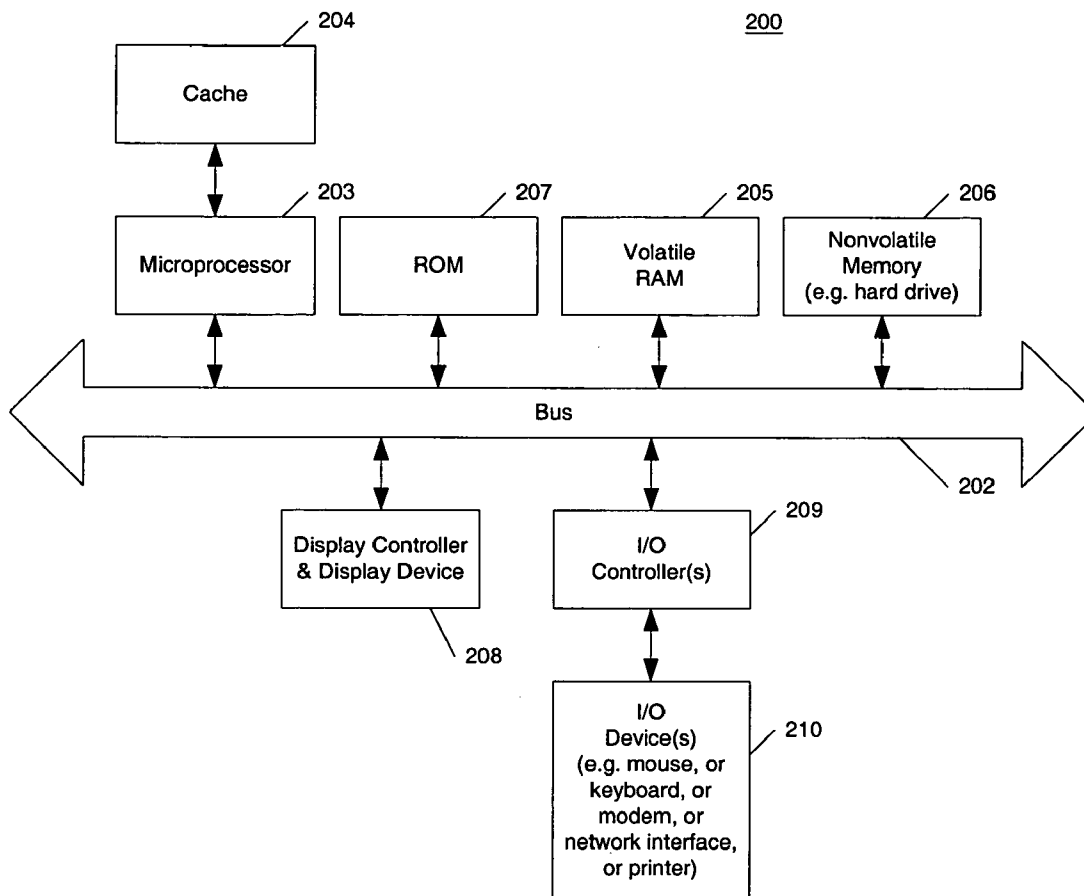 204
200
Cache
203
207
205
206
Microprocessor
ROM
Volatile
RAM
Nonvolatile
Memory
(e.g. hard drive)
Bus
202
209
Display Controller
& Display Device
I/O
Controller(s)
208
I/O
Device(s)
(e.g. mouse, or
keyboard, or
modem, or
network interface,
or printer)
210